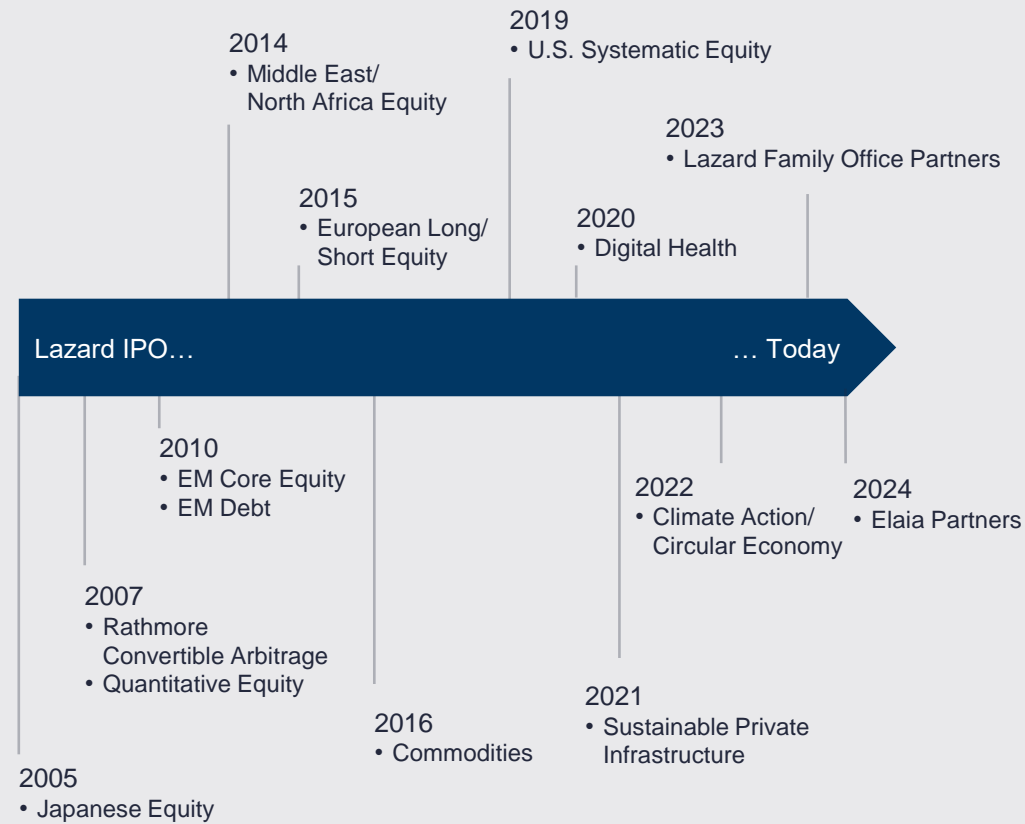 2019
• U.S. Systematic Equity
2014
• Middle East/
North Africa Equity
2023
• Lazard Family Office Partners
2015
• European Long/
Short Equity
2020
• Digital Health
Lazard IPO…
… Today
2010
• EM Core Equity
• EM Debt
2022
• Climate Action/
Circular Economy
2024
• Elaia Partners
2007
• Rathmore
Convertible Arbitrage
• Quantitative Equity
2021
• Sustainable Private
Infrastructure
2016
• Commodities
2005
• Japanese Equity